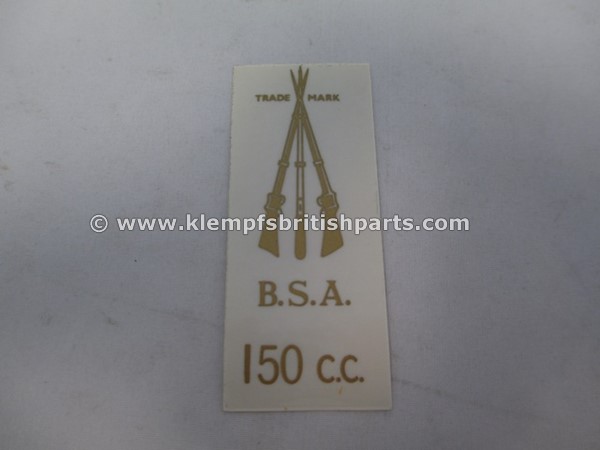 TRADE MARK
© www.klempfsbritishparts.com
B.S.A.
150 C.C.